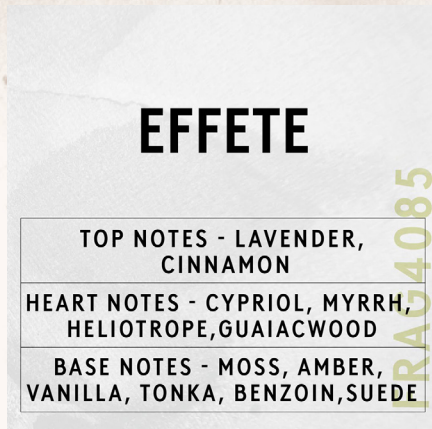 EFFETE
TOP NOTES - LAVENDER,
CINNAMON
HEART NOTES - CYPRIOL, MYRRH,
HELIOTROPE,GUAIACWOOD
BASE NOTES - MOSS, AMBER,
VANILLA, TONKA, BENZOIN,SUEDE
FRAG4085